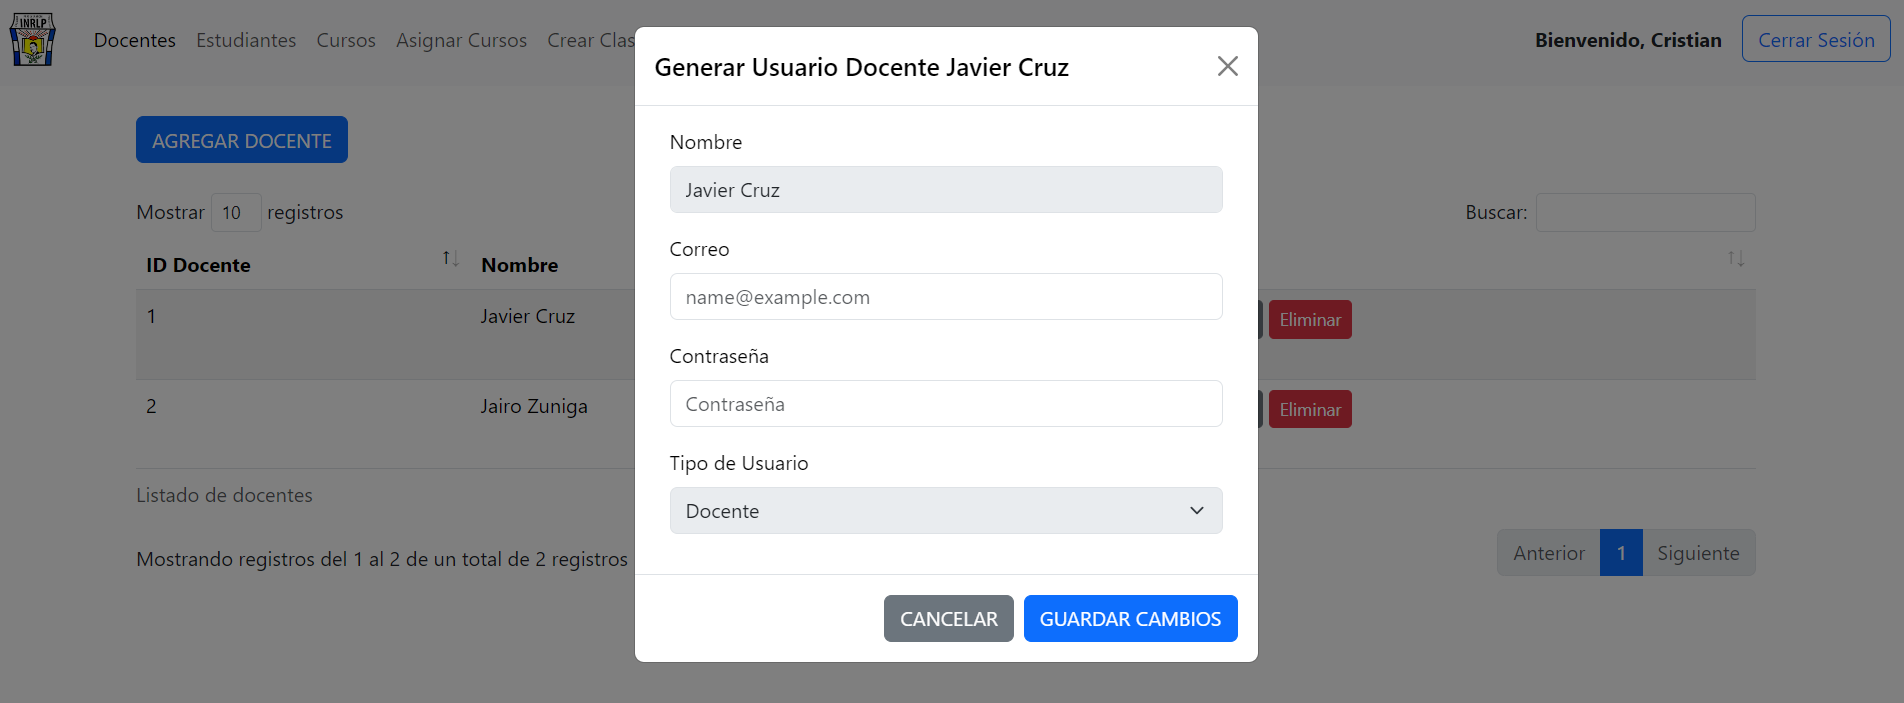 INRLP
Docentes Estudiantes Cursos Asignar Cursos Crear Clas
Bienvenido, Cristian Cerrar Sesión
Generar Usuario Docente Javier Cruz
AGREGAR DOCENTE
Mostrar 10 registros
Buscar:
ID Docente Nombre
1 Javier Cruz Eliminar
2 Jairo Zuniga Eliminar
Listado de docentes
Mostrando registros del 1 al 2 de un total de 2 registros
Anterior 1 Siguiente
Nombre
Javier Cruz
Correo
name@example.com
Contraseña
Contraseña
Tipo de Usuario
Docente
CANCELAR GUARDAR CAMBIOS